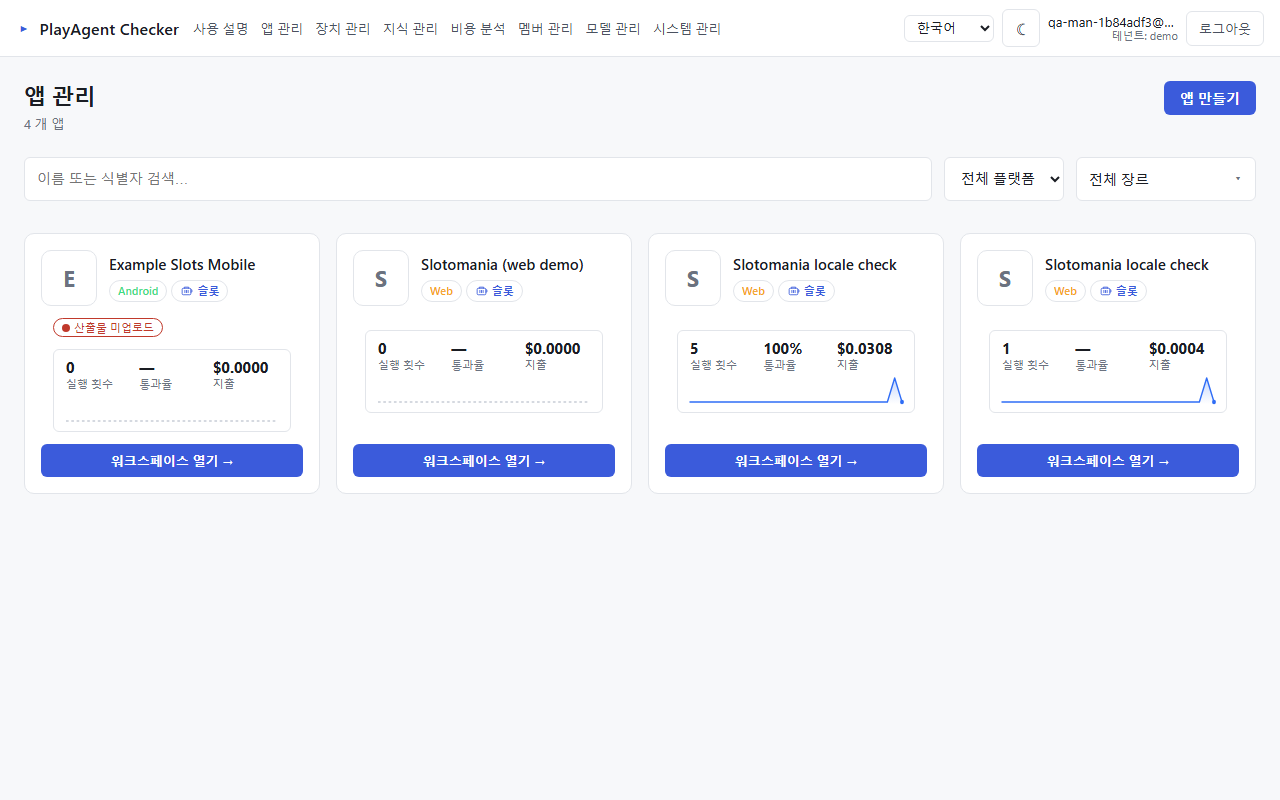 PlayAgent Checker 사용 설명 앱 관리 장치 관리 지식 관리 비용 분석 멤버 관리 모델 관리 시스템 관리 한국어 qa-man-1b84adf3@... 로그아웃
테넌트: demo
앱 관리
앱 만들기
4 개 앱
이름 또는 식별자 검색... 전체 플랫폼 전체 장르
E Example Slots Mobile
Android 슬롯
산출물 미업로드
0 — $0.0000
실행 횟수 통과율 지출
워크스페이스 열기 →
S Slotomania (web demo)
Web 슬롯
0 — $0.0000
실행 횟수 통과율 지출
워크스페이스 열기 →
S Slotomania locale check
Web 슬롯
5 100% $0.0308
실행 횟수 통과율 지출
워크스페이스 열기 →
S Slotomania locale check
Web 슬롯
1 — $0.0004
실행 횟수 통과율 지출
워크스페이스 열기 →